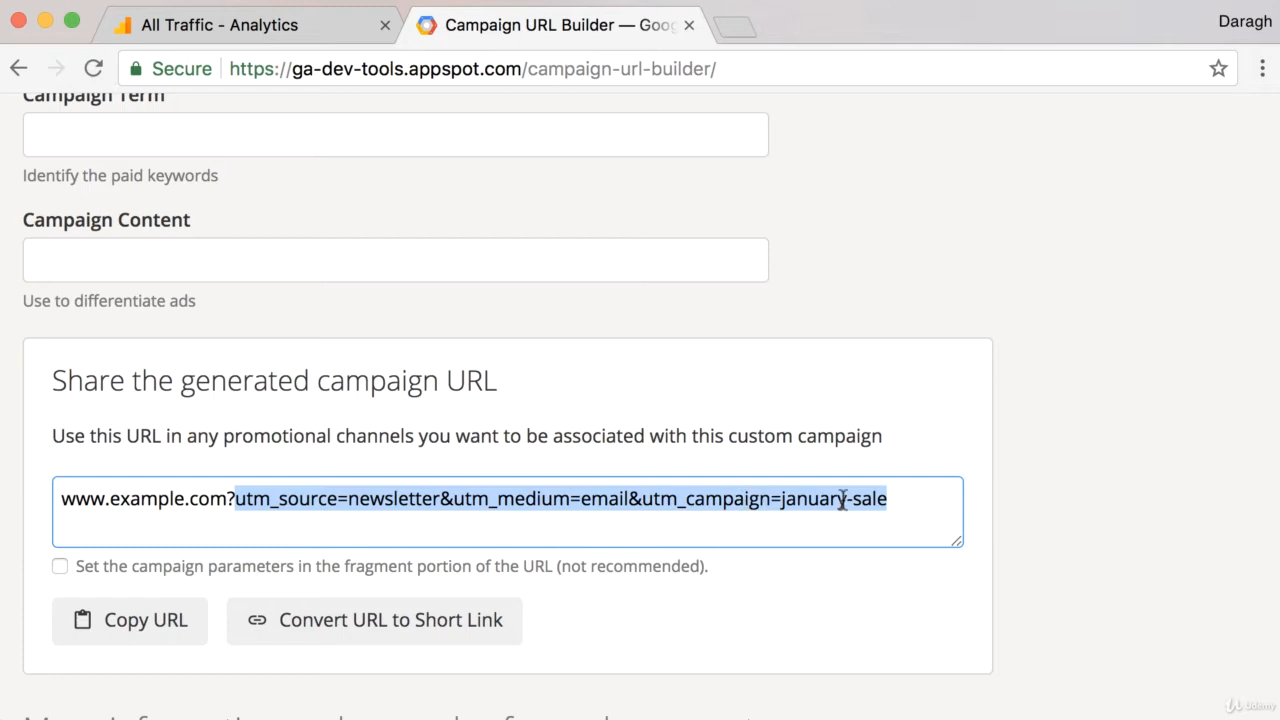 All Traffic - Analytics
Campaign URL Builder — Goog
Daragh
Secure
https://ga-dev-tools.appspot.com/campaign-url-builder/
Campaign Term
Identify the paid keywords
Campaign Content
Use to differentiate ads
Share the generated campaign URL
Use this URL in any promotional channels you want to be associated with this custom campaign
www.example.com?utm_source=newsletter&utm_medium=email&utm_campaign=january-sale
Set the campaign parameters in the fragment portion of the URL (not recommended).
Copy URL
Convert URL to Short Link
Udemy